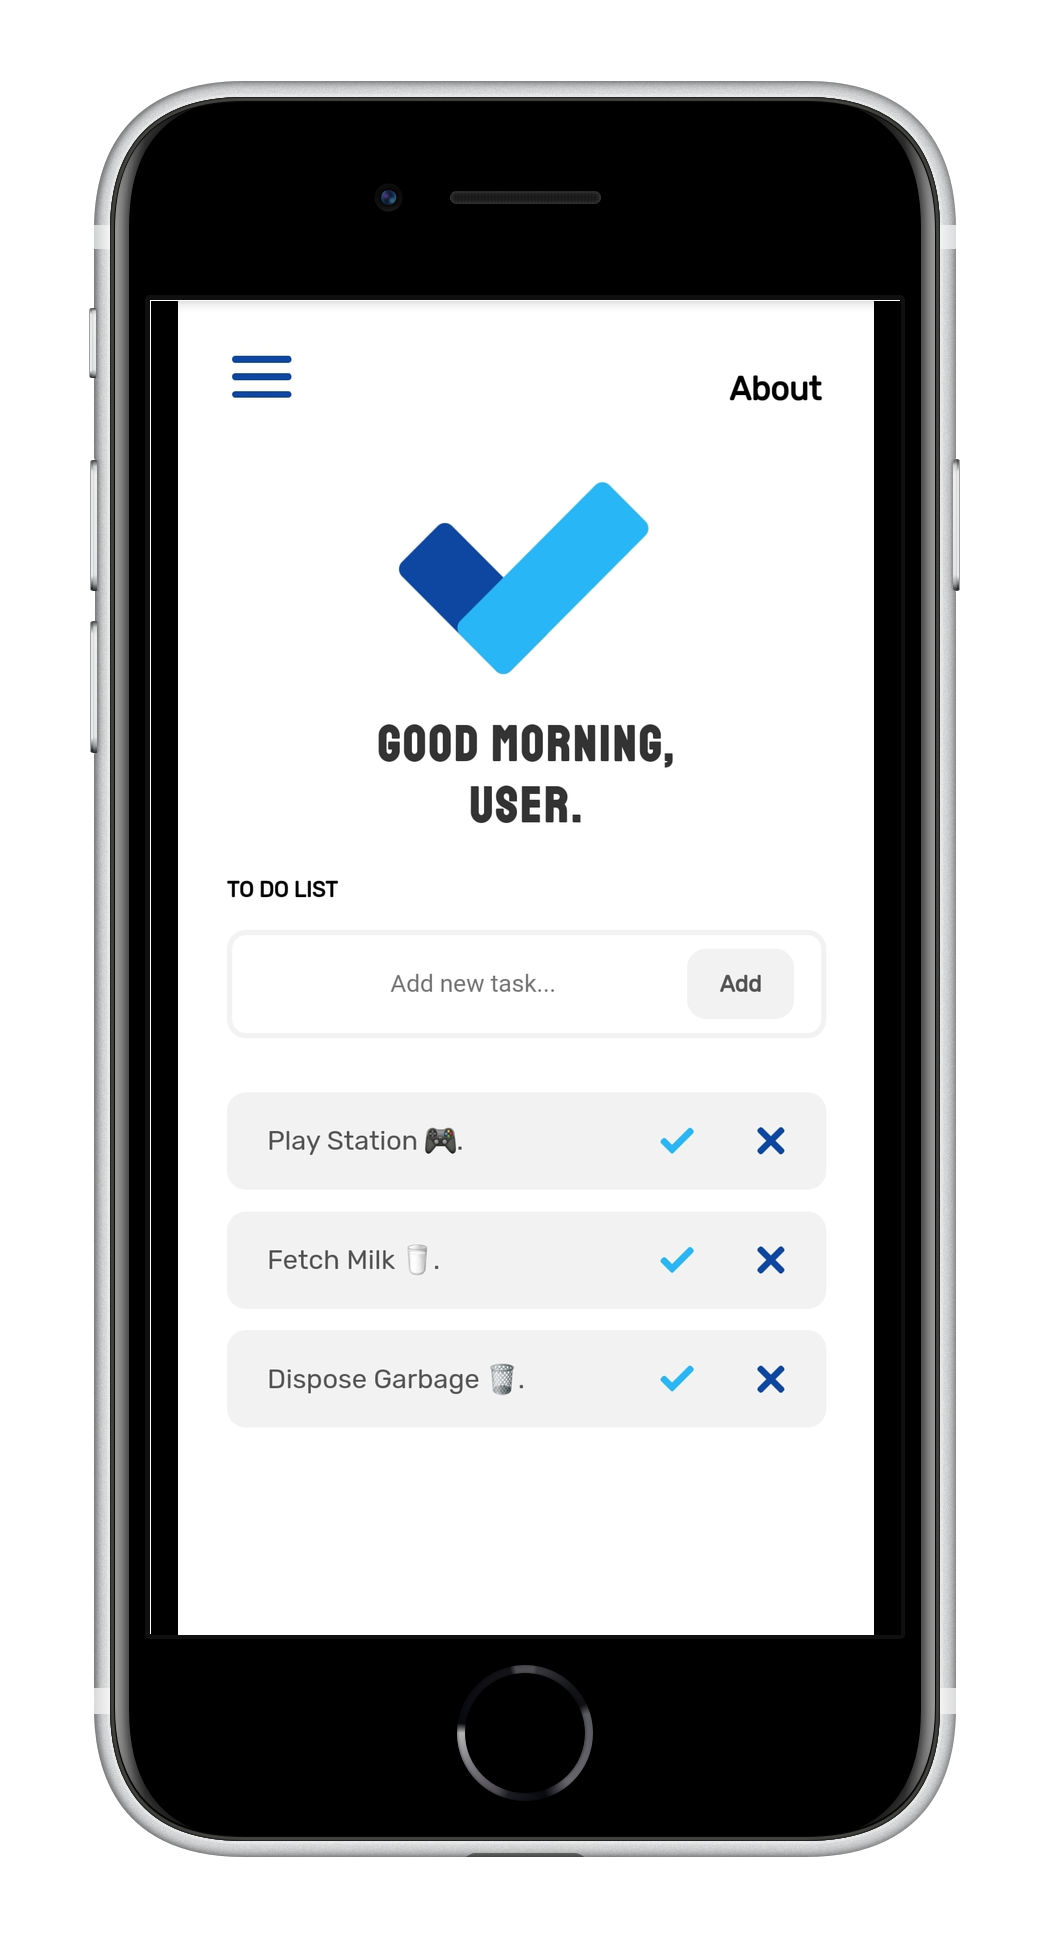 About
GOOD MORNING,
USER.
TO DO LIST
Add new task... Add
Play Station 🎮.
Fetch Milk 🥛.
Dispose Garbage 🗑️.